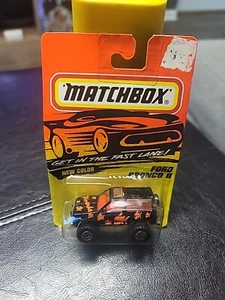 MATCHBOX
GET IN THE FAST LANE!
NEW COLOR
FORD
BRONCO II